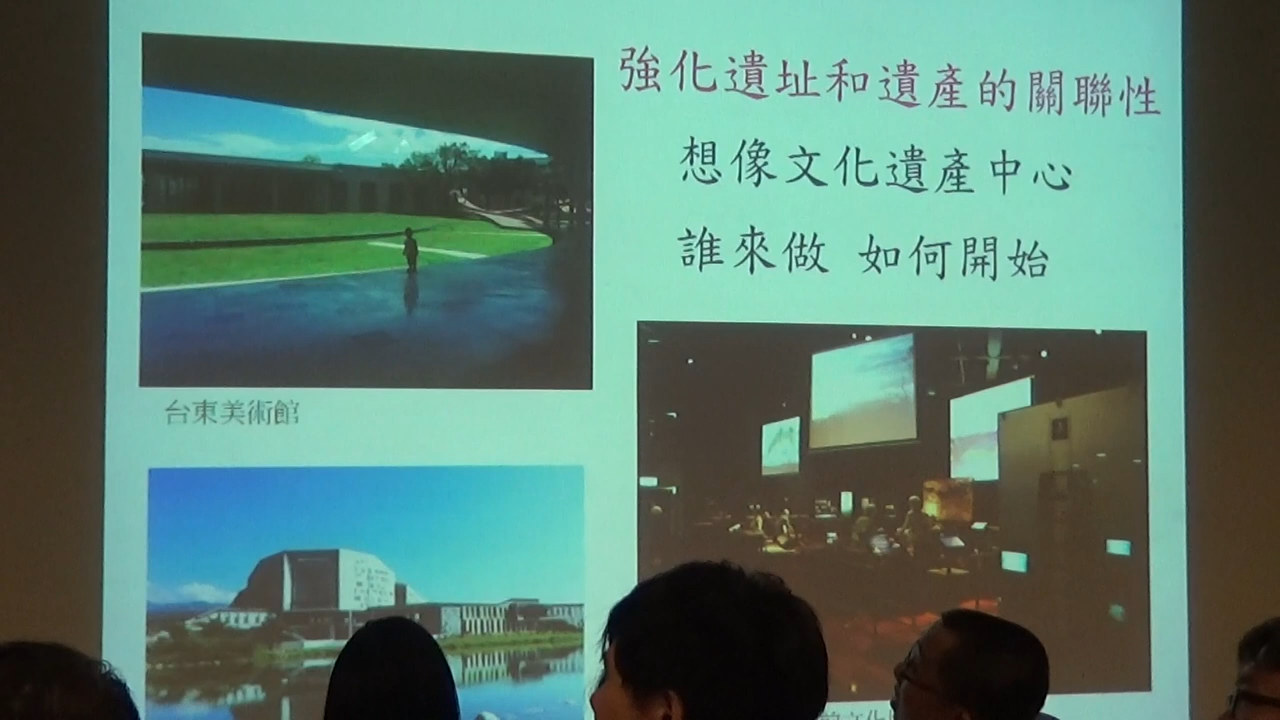 強化遺址和遺產的關聯性
想像文化遺產中心
誰來做 如何開始
台東美術館